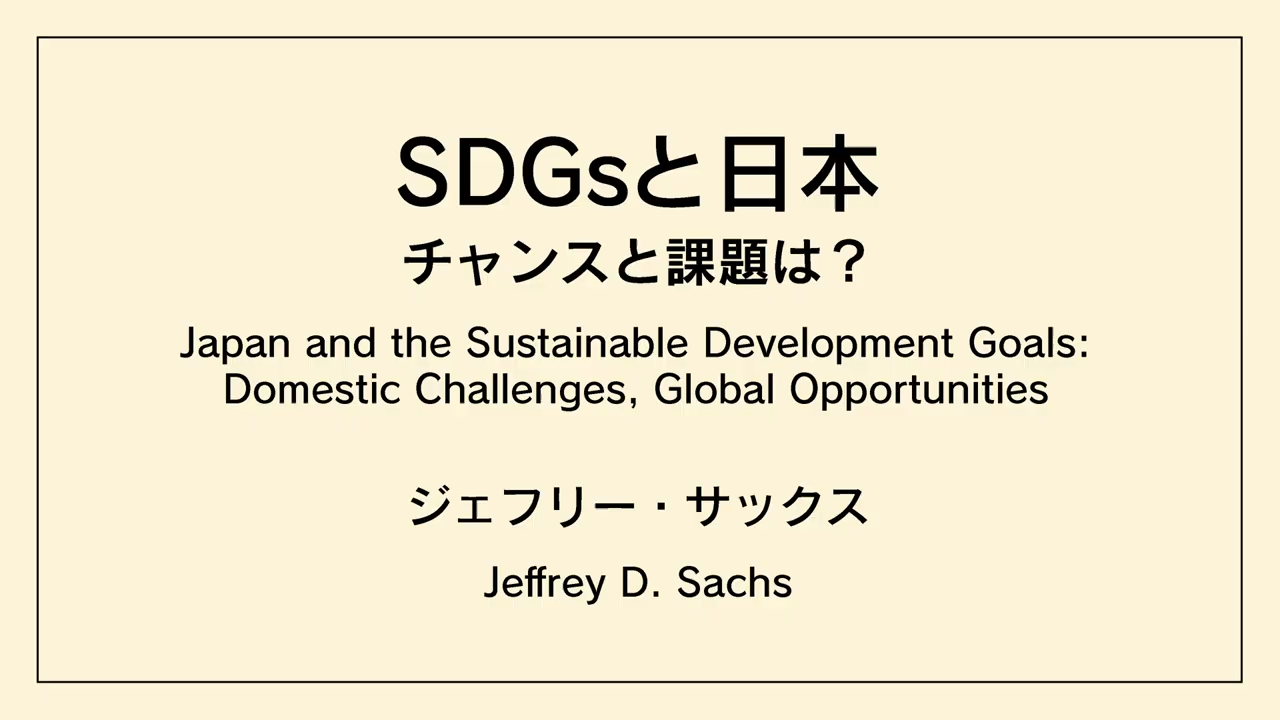 SDGsと日本
チャンスと課題は？
Japan and the Sustainable Development Goals:
Domestic Challenges, Global Opportunities
ジェフリー・サックス
Jeffrey D. Sachs